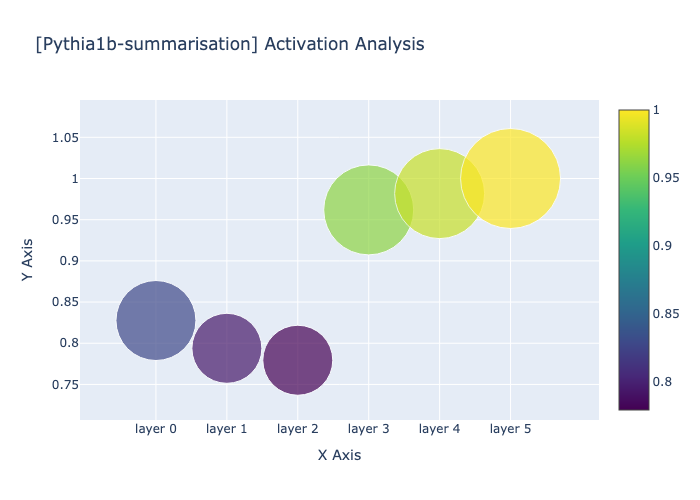 [Pythia1b-summarisation] Activation Analysis
1.05
1
0.95
0.9
0.85
0.8
0.75
Y Axis
layer 0
layer 1
layer 2
layer 3
layer 4
layer 5
X Axis
1
0.95
0.9
0.85
0.8